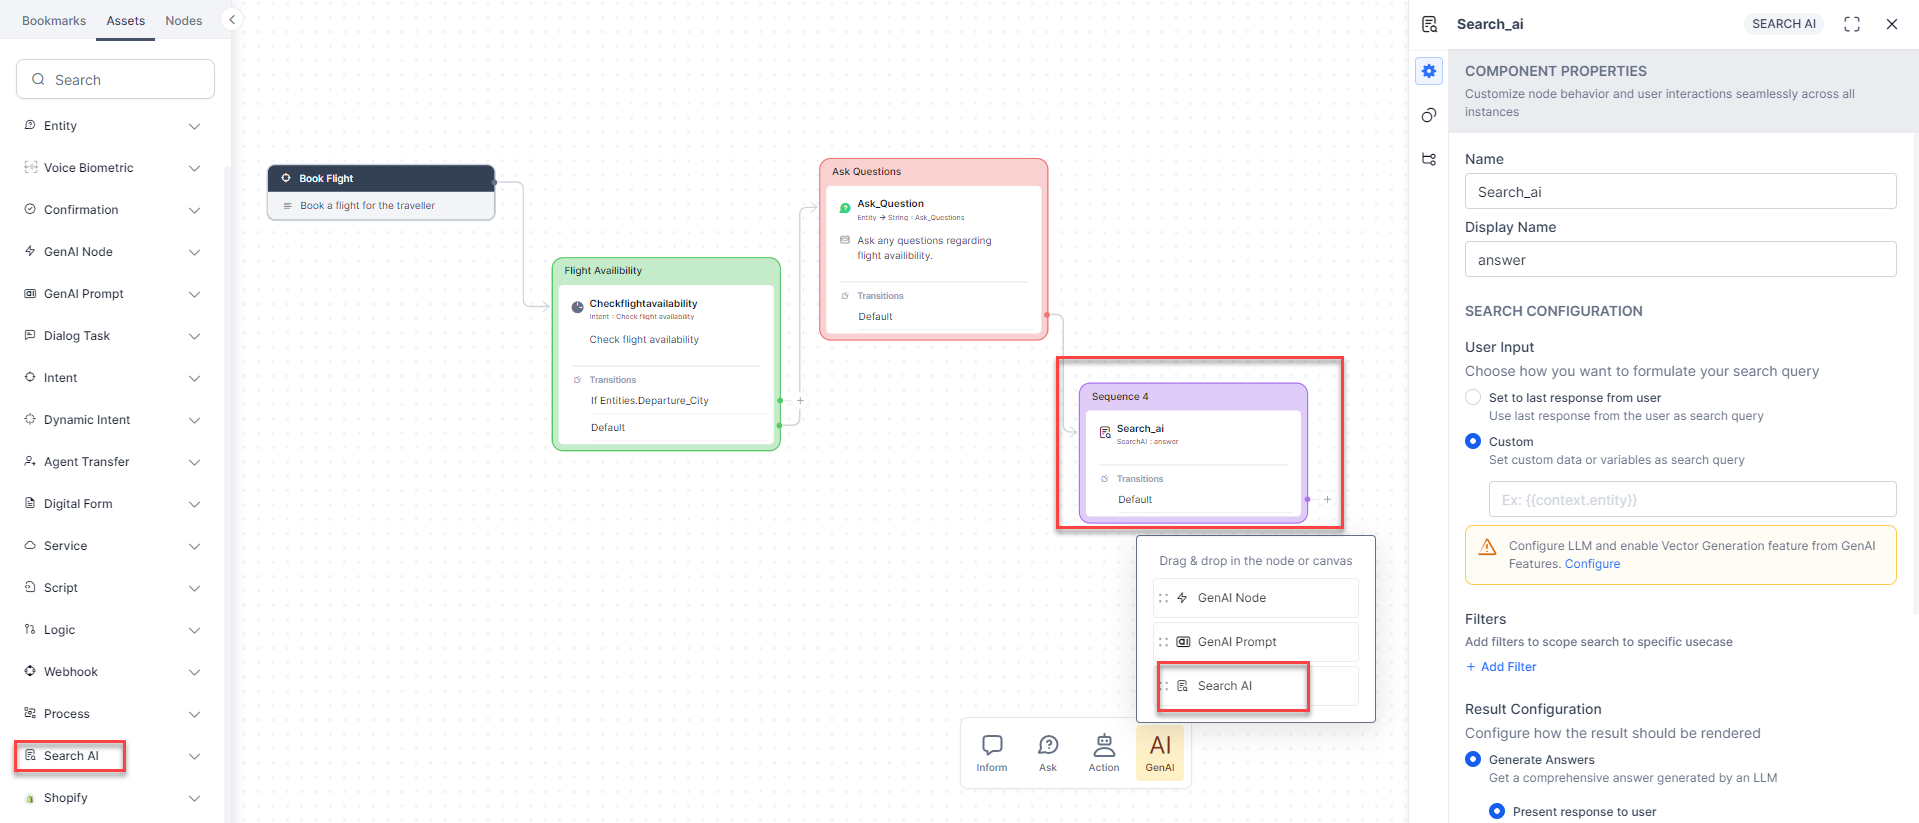 Bookmarks
Assets
Nodes
Search
Entity
Voice Biometric
Confirmation
GenAI Node
GenAI Prompt
Dialog Task
Intent
Dynamic Intent
Agent Transfer
Digital Form
Service
Script
Logic
Webhook
Process
Search AI
Shopify
Book Flight
Book a flight for the traveller
Flight Availibility
Checkflightavailability
Intent : Check flight availability
Check flight availability
Transitions
If Entities.Departure_City
Default
Ask Questions
Ask_Question
Entity → String : Ask_Questions
Ask any questions regarding
flight availibility.
Transitions
Default
Sequence 4
Search_ai
SearchAI : answer
Transitions
Default
Drag & drop in the node or canvas
GenAI Node
GenAI Prompt
Search AI
Inform
Ask
Action
AI
GenAI
Search_ai
SEARCH AI
COMPONENT PROPERTIES
Customize node behavior and user interactions seamlessly across all
instances
Name
Search_ai
Display Name
answer
SEARCH CONFIGURATION
User Input
Choose how you want to formulate your search query
Set to last response from user
Use last response from the user as search query
Custom
Set custom data or variables as search query
Ex: {{context.entity}}
Configure LLM and enable Vector Generation feature from GenAI
Features. Configure
Filters
Add filters to scope search to specific usecase
+ Add Filter
Result Configuration
Configure how the result should be rendered
Generate Answers
Get a comprehensive answer generated by an LLM
Present response to user